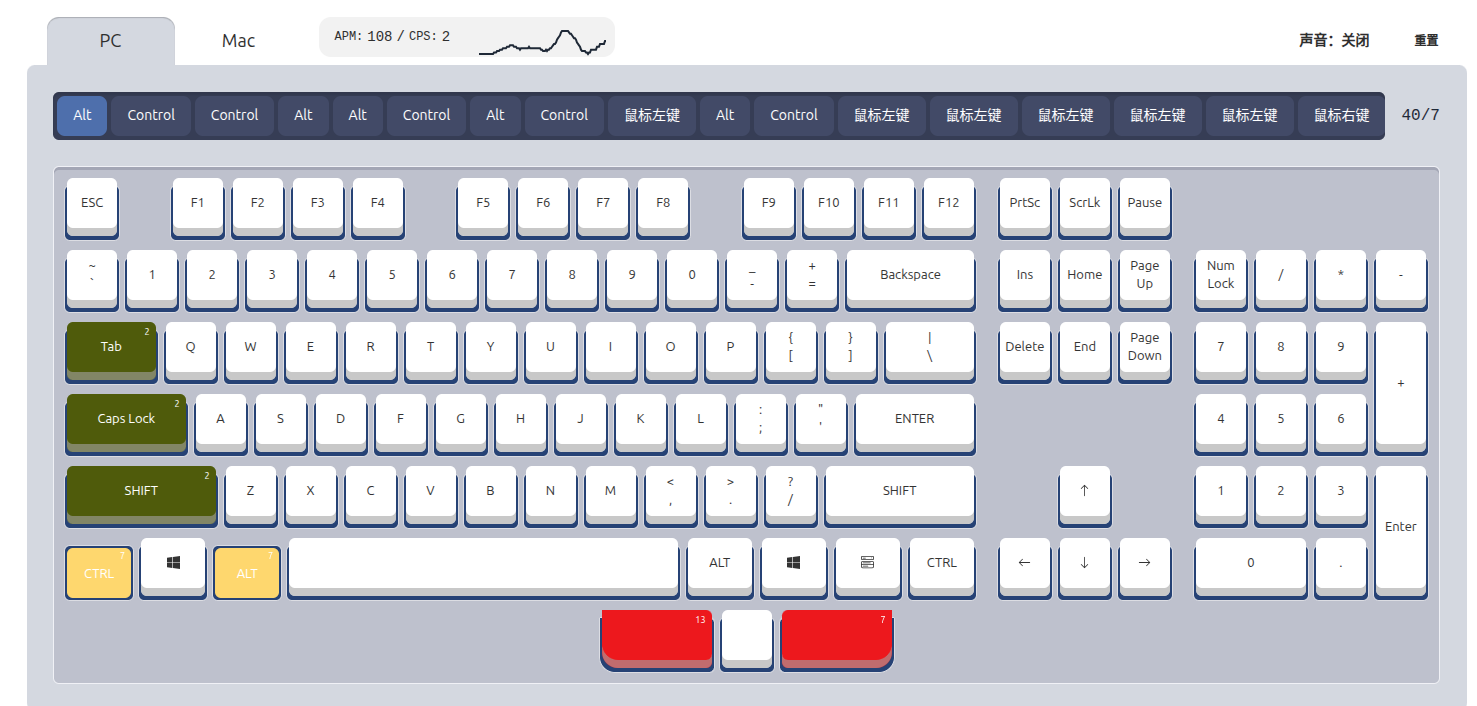 PC Mac APM: 108 / CPS: 2 声音：关闭 重置
Alt Control Control Alt Alt Control Alt Control 鼠标左键 Alt Control 鼠标左键 鼠标左键 鼠标左键 鼠标左键 鼠标左键 鼠标右键 40/7
ESC F1 F2 F3 F4 F5 F6 F7 F8 F9 F10 F11 F12 PrtSc ScrLk Pause
~ _ + Page Num
` 1 2 3 4 5 6 7 8 9 0 - = Backspace Ins Home Up Lock / * -
2 { } | Page
Tab Q W E R T Y U I O P [ ] \ Delete End Down 7 8 9 +
2 : "
Caps Lock A S D F G H J K L ; ' ENTER 4 5 6
2 < > ?
SHIFT Z X C V B N M , . / SHIFT ↑ 1 2 3 Enter
7 7
CTRL ALT ALT CTRL ← ↓ → 0 .
13 7